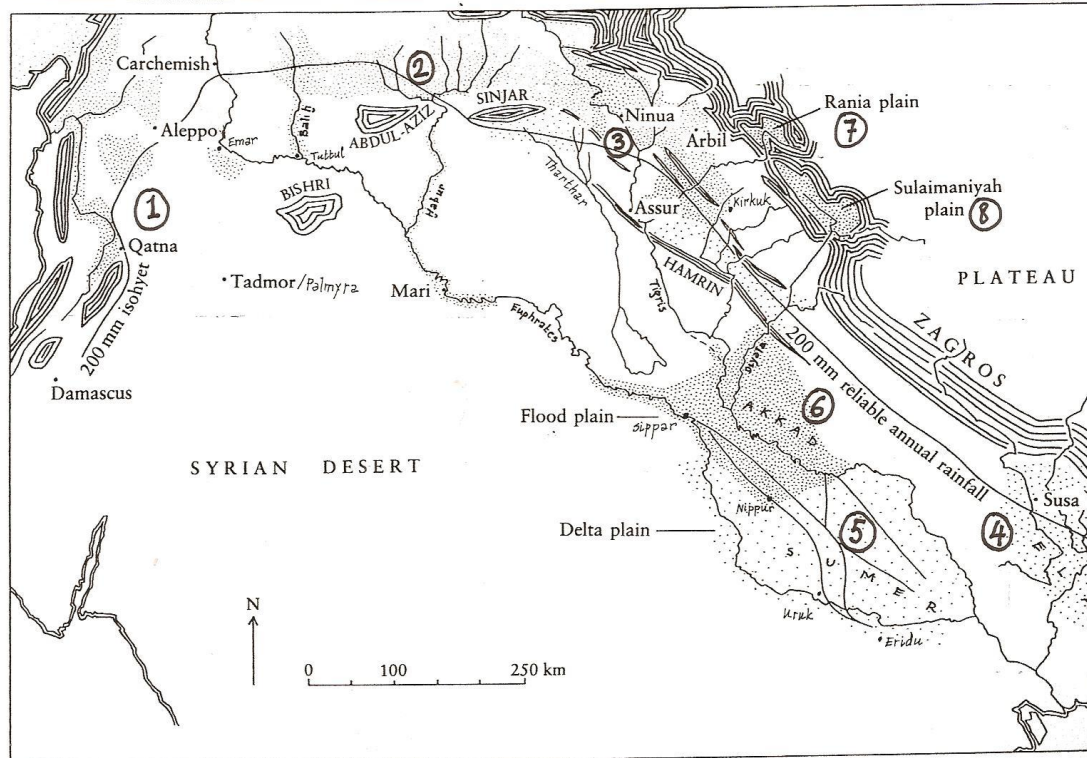 Carchemish
②
SINJAR
Rania plain
⑦
Ninua
Balih
ABDUL-AZIZ
Aleppo
③
Arbil
Emar
Tuttul
Tharthar
Sulaimaniyah
plain ⑧
BISHRI
Habur
①
Assur
Kirkuk
Qatna
HAMRIN
PLATEAU
Tadmor/Palmyra
Mari
Tigris
200 mm isohyet
Euphrates
ZAGROS
Diyala
200 mm reliable annual rainfall
Damascus
⑥
Flood plain
Sippar
AKKAD
SYRIAN DESERT
Susa
Nippur
Delta plain
⑤
④
SUMER
N
Uruk
Eridu
0 100 250 km